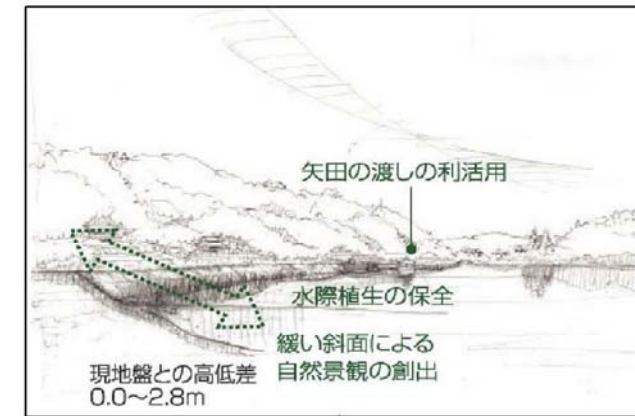 矢田の渡しの利活用
水際植生の保全
緩い斜面による
自然景観の創出
現地盤との高低差
0.0～2.8m